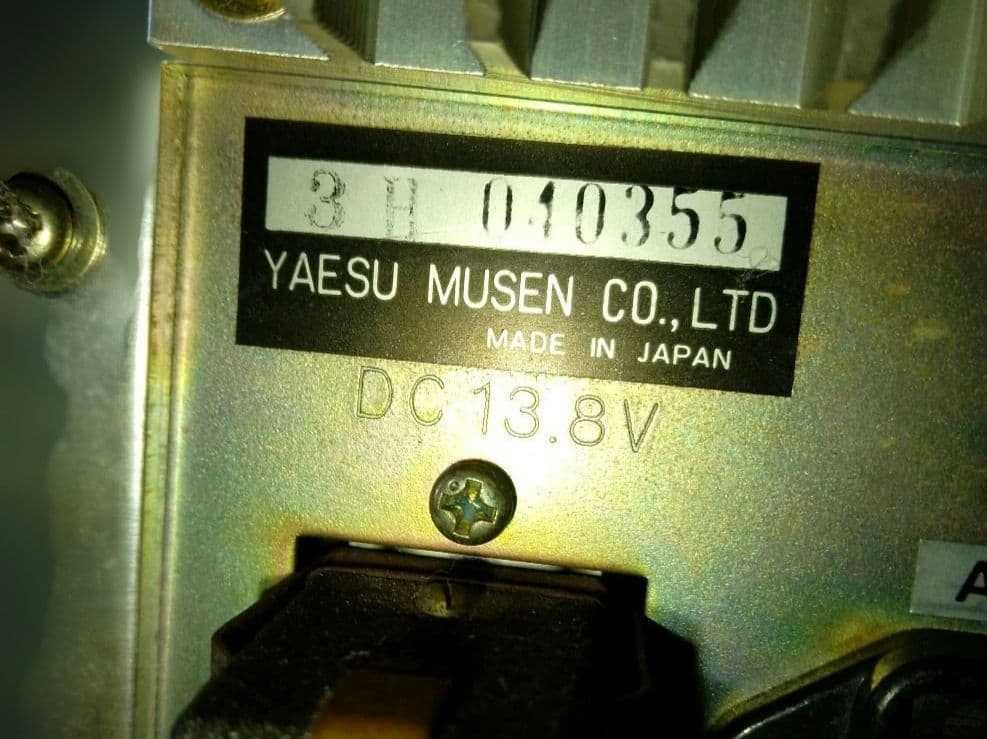 3 H 040355
YAESU MUSEN CO., LTD
MADE IN JAPAN
DC 13.8V
A